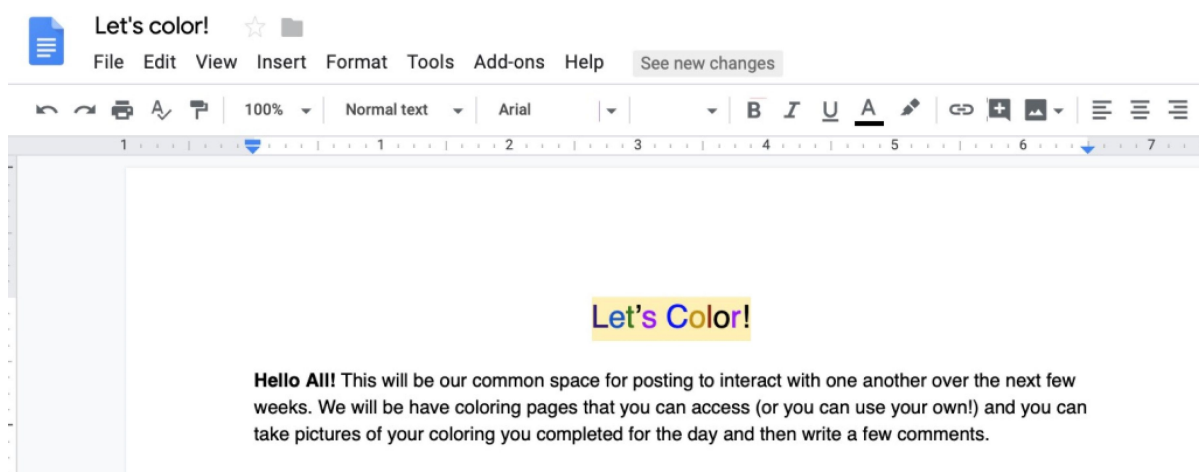 Let's color!
File Edit View Insert Format Tools Add-ons Help See new changes
100% Normal text Arial B I U A
1 1 2 3 4 5 6 7
Let’s Color!
Hello All! This will be our common space for posting to interact with one another over the next few
weeks. We will be have coloring pages that you can access (or you can use your own!) and you can
take pictures of your coloring you completed for the day and then write a few comments.